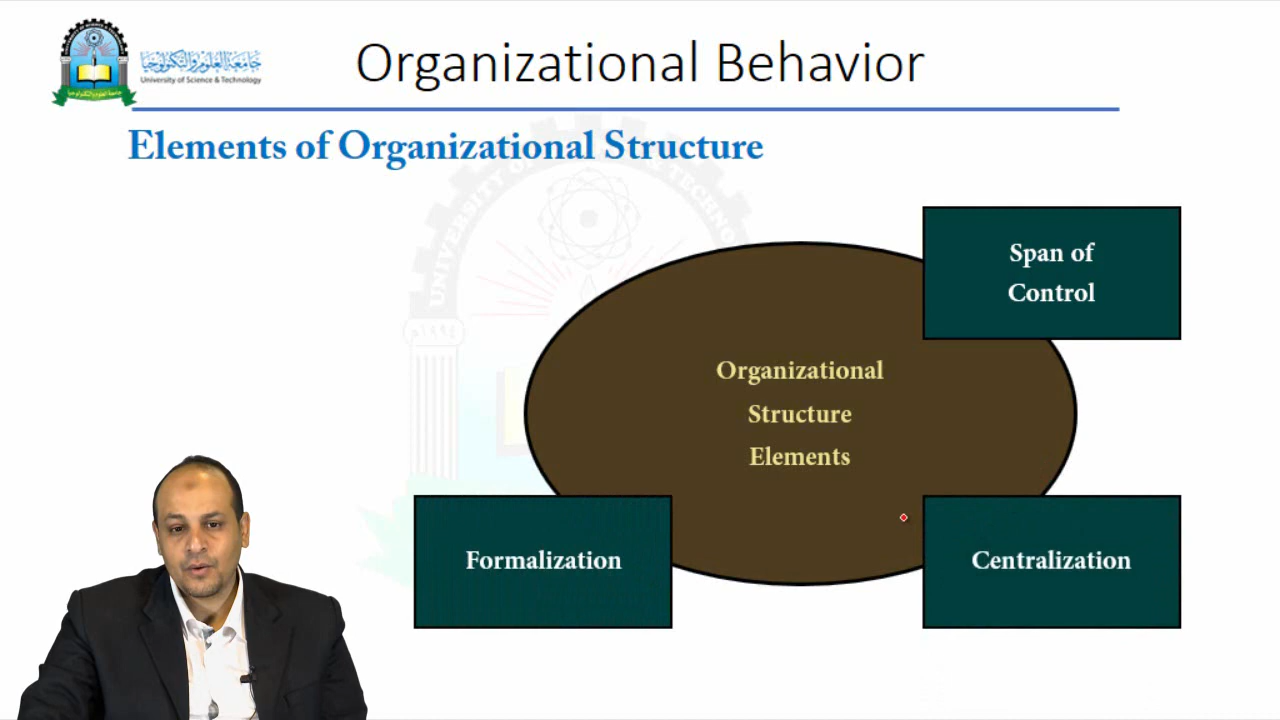 جامعة العلوم والتكنولوجيا
University of Science & Technology
Organizational Behavior
Elements of Organizational Structure
Span of
Control
Organizational
Structure
Elements
Formalization
Centralization
١٩٩٤م